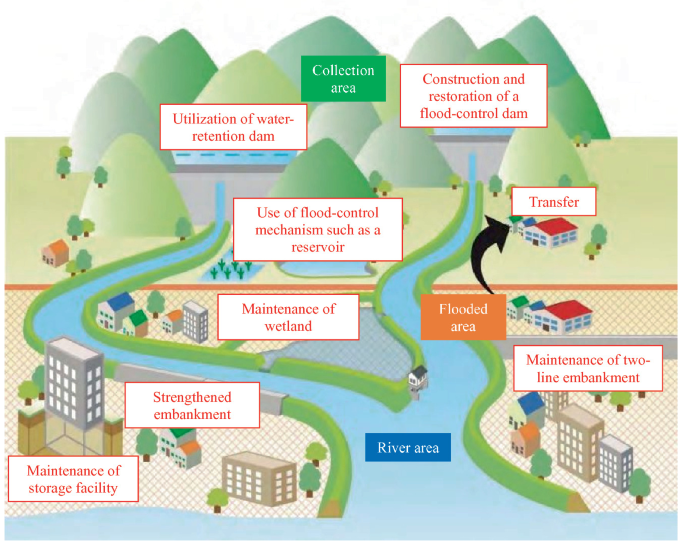 Collection
area
Construction and
restoration of a
flood-control dam
Utilization of water-
retention dam
Transfer
Use of flood-control
mechanism such as a
reservoir
Maintenance of
wetland
Flooded
area
Maintenance of two-
line embankment
Strengthened
embankment
River area
Maintenance of
storage facility